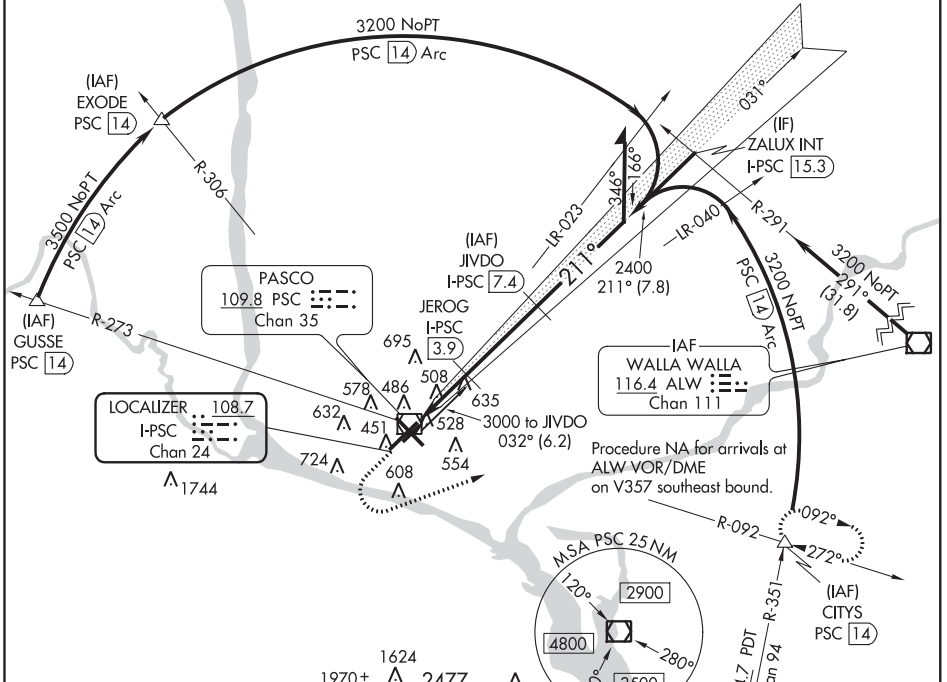 3200 NoPT
PSC 14 Arc
(IAF)
EXODE
PSC 14
3500 NoPT
PSC 14 Arc
R-306
(IAF)
GUSSE
PSC 14
R-273
PASCO
109.8 PSC
Chan 35
LOCALIZER 108.7
I-PSC
Chan 24
1744
695
578
486
508
632
451
635
528
724
608
554
(IAF)
JIVDO
I-PSC 7.4
JEROG
I-PSC
3.9
3000 to JIVDO
032° (6.2)
LR-023
346°
166°
211°
031°
(IF)
ZALUX INT
I-PSC 15.3
LR-040
R-291
2400
211° (7.8)
3200 NoPT
291°
(31.8)
3200 NoPT
PSC 14 Arc
IAF
WALLA WALLA
116.4 ALW
Chan 111
Procedure NA for arrivals at
ALW VOR/DME
on V357 southeast bound.
R-092
092°
272°
(IAF)
CITYS
PSC 14
R-351
PDT
MSA PSC 25 NM
120°
2900
4800
280°
1624
1970±
2477